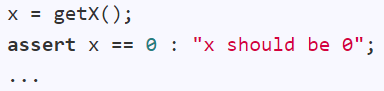 x = getX();
assert x == 0 : "x should be 0";
...